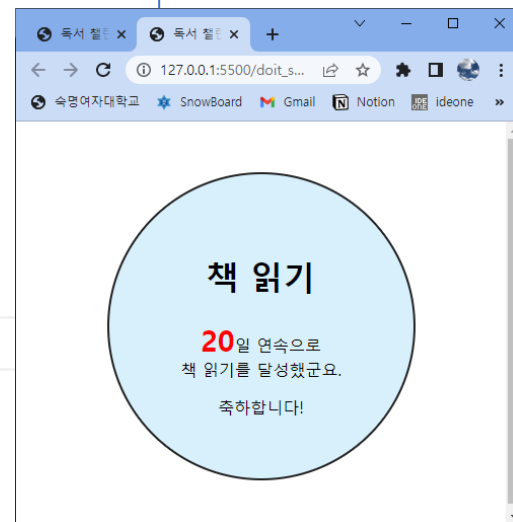 독서 챌린
독서 챌린
127.0.0.1:5500/doit_s...
숙명여자대학교 SnowBoard Gmail Notion ideone »
책 읽기
20일 연속으로
책 읽기를 달성했군요.
축하합니다!